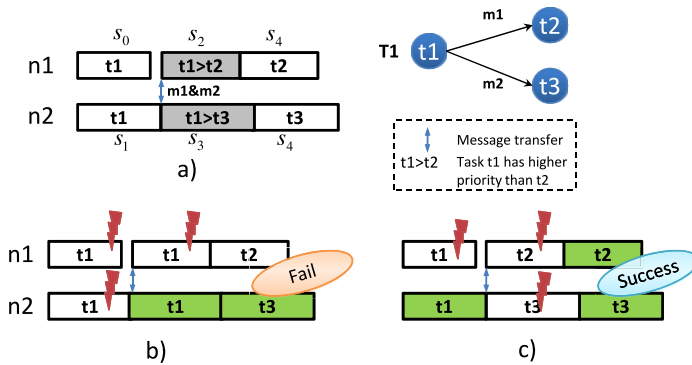 s0 s2 s4
n1 t1 t1>t2 t2
m1&m2
n2 t1 t1>t3 t3
s1 s3 s4
a)
T1 t1 m1 t2
m2 t3
Message transfer
t1>t2 Task t1 has higher
priority than t2
n1 t1 t1 t2
Fail
n2 t1 t1 t3
b)
t1 t2 t2
Success
t1 t3 t3
c)